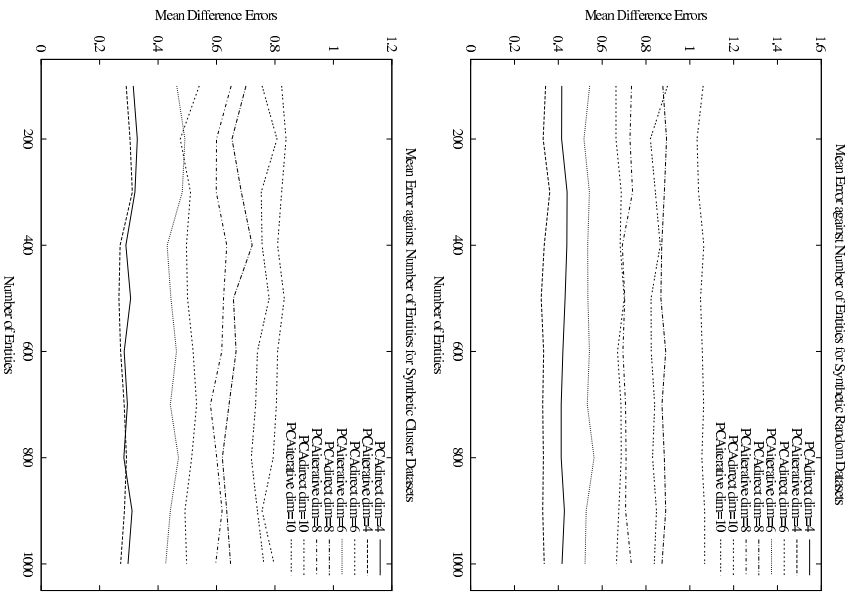 Mean Error against Number of Entities for Synthetic Random Datasets
1.6
1.4
1.2
1
0.8
0.6
0.4
0.2
0
Mean Difference Errors
200
400
600
800
1000
Number of Entities
PCAdirect dim=4
PCAiterative dim=4
PCAdirect dim=6
PCAiterative dim=6
PCAdirect dim=8
PCAiterative dim=8
PCAdirect dim=10
PCAiterative dim=10
Mean Error against Number of Entities for Synthetic Cluster Datasets
1.2
1
0.8
0.6
0.4
0.2
0
Mean Difference Errors
200
400
600
800
1000
Number of Entities
PCAdirect dim=4
PCAiterative dim=4
PCAdirect dim=6
PCAiterative dim=6
PCAdirect dim=8
PCAiterative dim=8
PCAdirect dim=10
PCAiterative dim=10